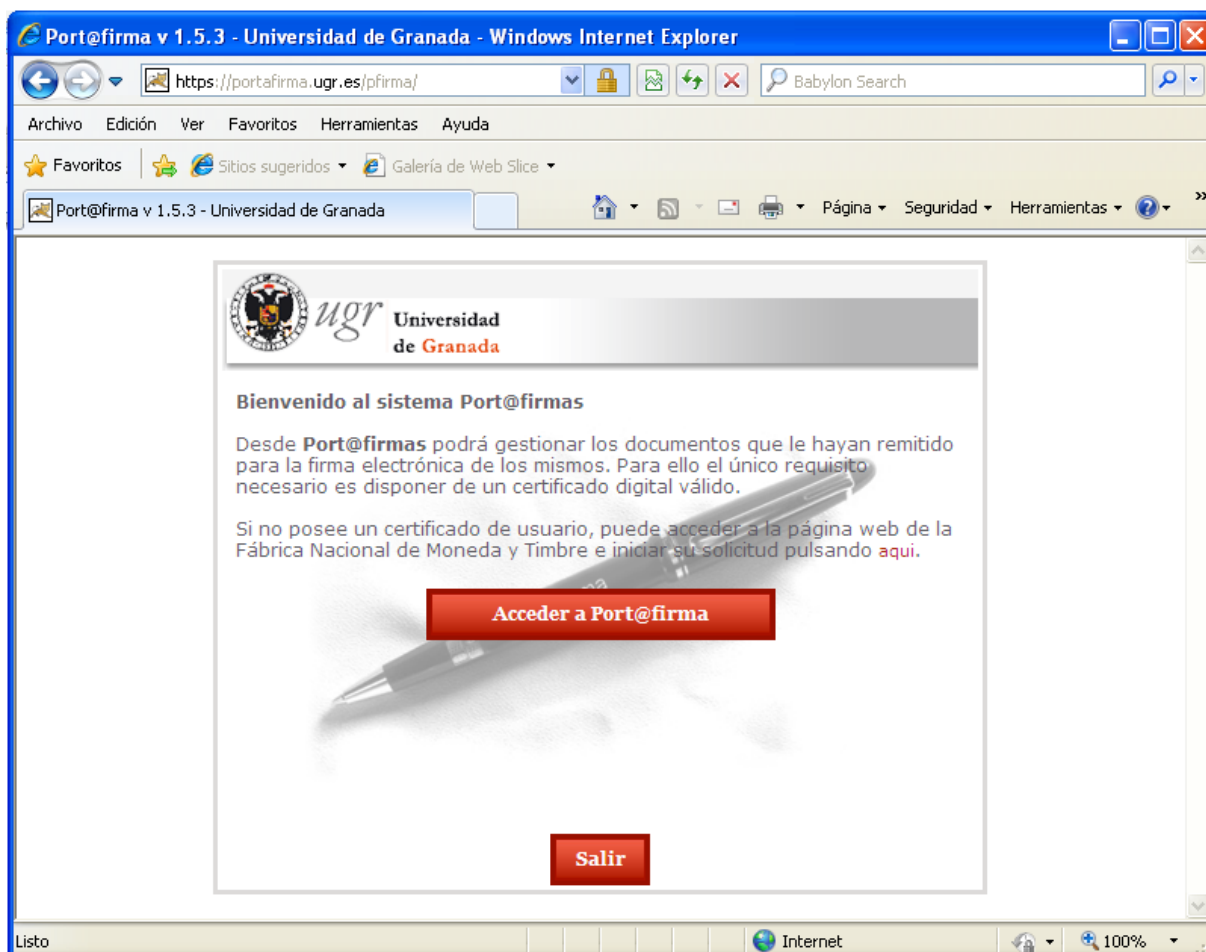 Port@firma v 1.5.3 - Universidad de Granada - Windows Internet Explorer
https://portafirma.ugr.es/pfirma/ Babylon Search
Archivo Edición Ver Favoritos Herramientas Ayuda
Favoritos Sitios sugeridos Galería de Web Slice
Port@firma v 1.5.3 - Universidad de Granada Página Seguridad Herramientas »
ugr Universidad
de Granada
Bienvenido al sistema Port@firmas
Desde Port@firmas podrá gestionar los documentos que le hayan remitido
para la firma electrónica de los mismos. Para ello el único requisito
necesario es disponer de un certificado digital válido.
Si no posee un certificado de usuario, puede acceder a la página web de la
Fábrica Nacional de Moneda y Timbre e iniciar su solicitud pulsando aqui.
Acceder a Port@firma
Salir
Listo Internet 100%